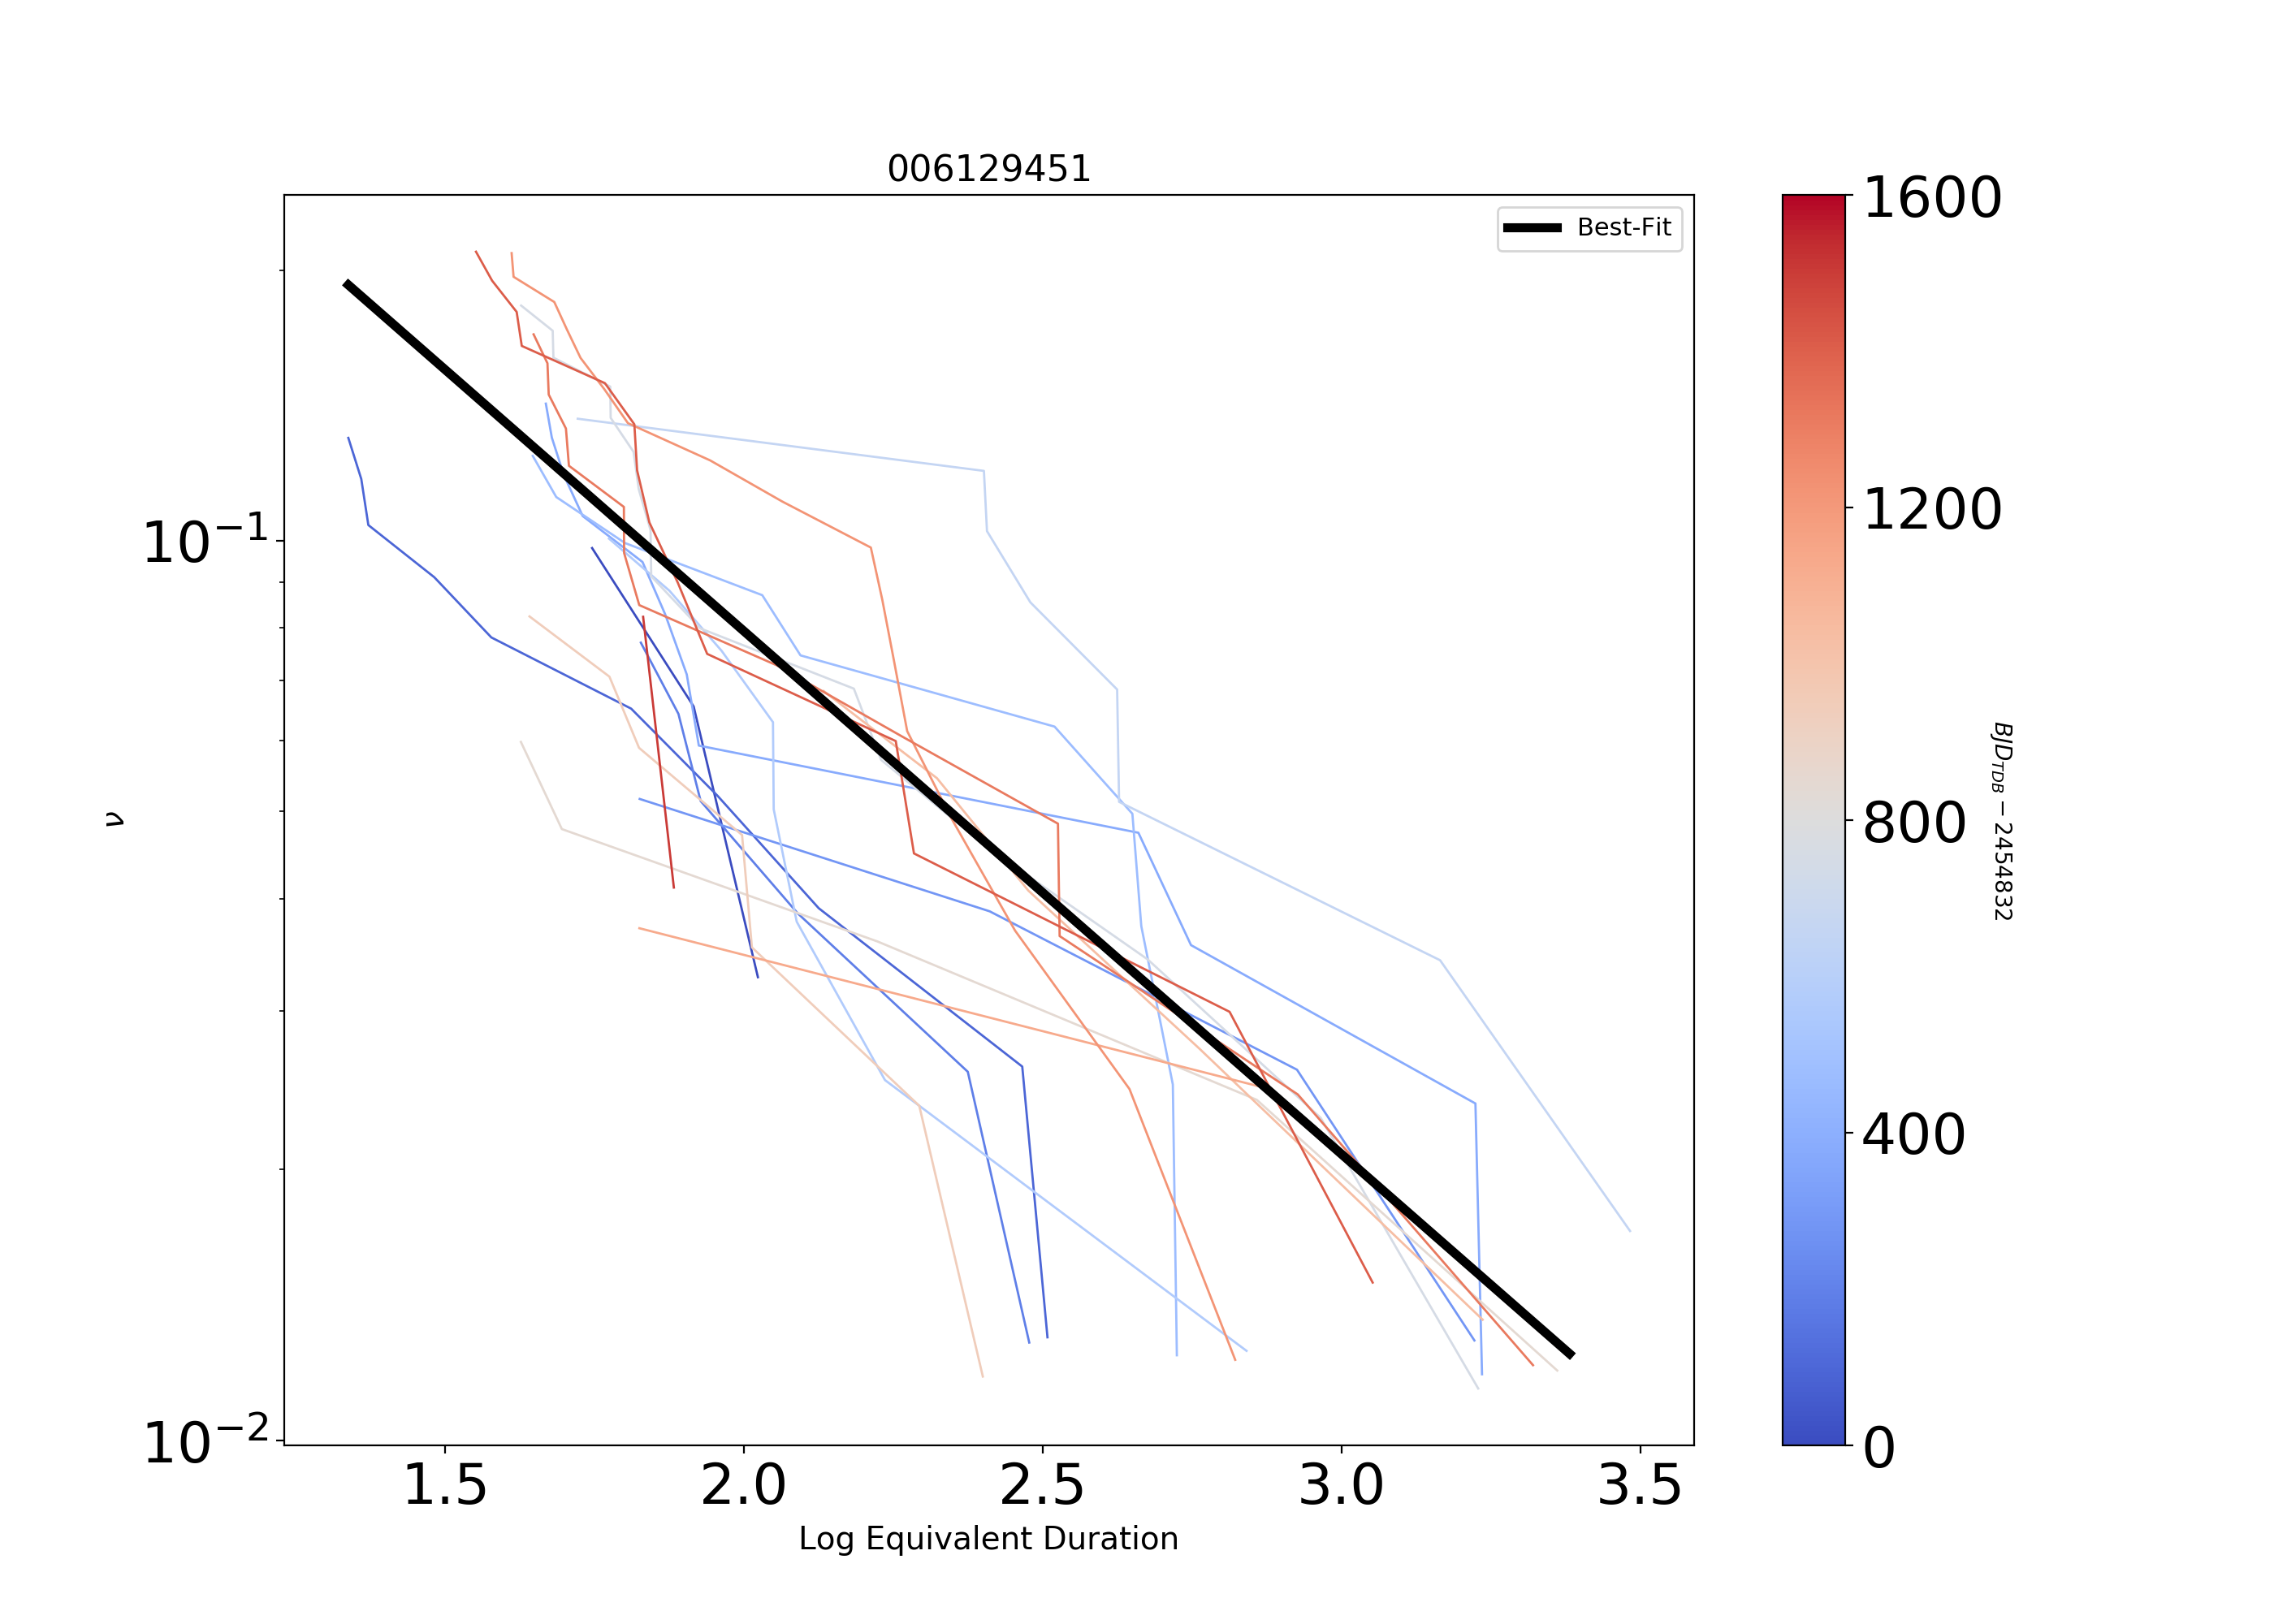 006129451
Best-Fit
ν
10⁻¹
10⁻²
1.5 2.0 2.5 3.0 3.5
Log Equivalent Duration
1600
1200
800
400
0
BJD_TDB − 2454832